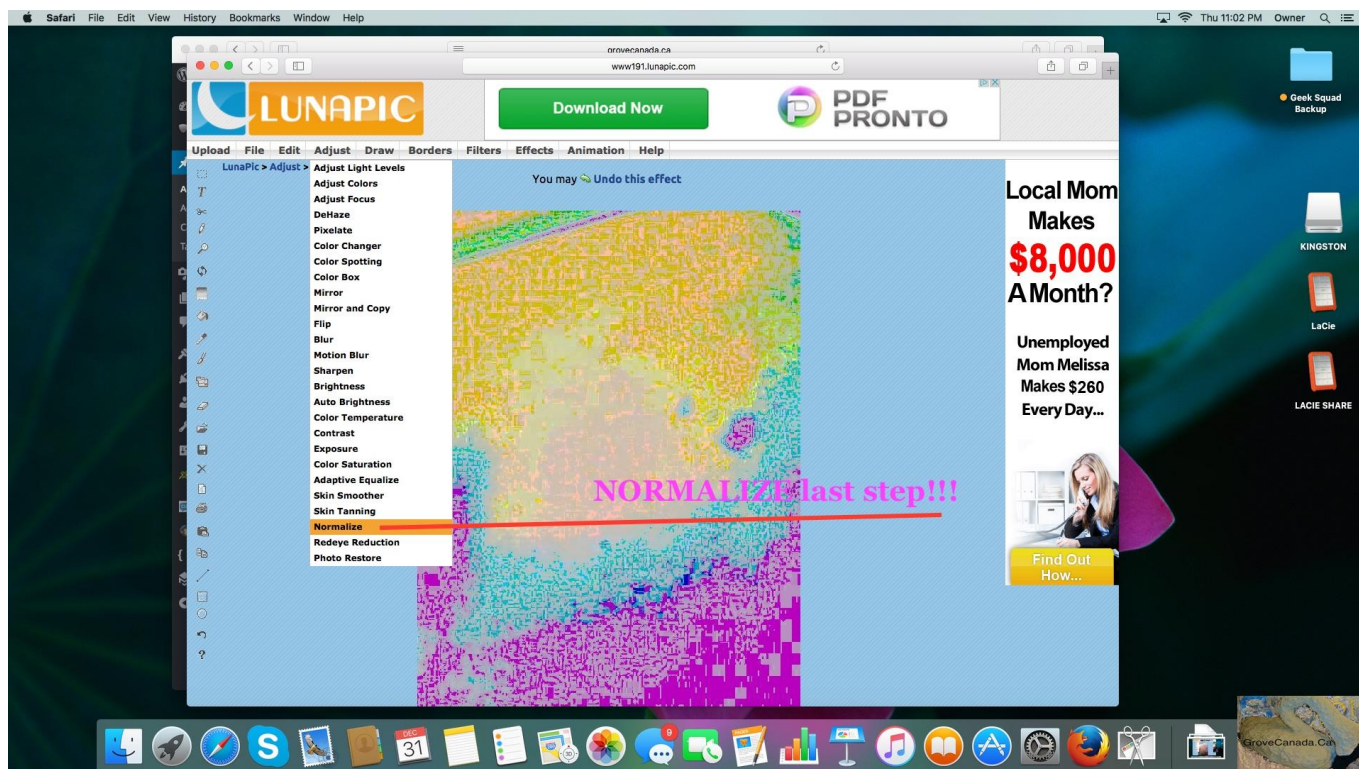 Safari File Edit View History Bookmarks Window Help
Thu 11:02 PM Owner
grovecanada.ca
www191.lunapic.com
LUNAPIC
Download Now
PDF
PRONTO
Upload File Edit Adjust Draw Borders Filters Effects Animation Help
LunaPic > Adjust >
You may Undo this effect
Adjust Light Levels
Adjust Colors
Adjust Focus
DeHaze
Pixelate
Color Changer
Color Spotting
Color Box
Mirror
Mirror and Copy
Flip
Blur
Motion Blur
Sharpen
Brightness
Auto Brightness
Color Temperature
Contrast
Exposure
Color Saturation
Adaptive Equalize
Skin Smoother
Skin Tanning
Normalize
Redeye Reduction
Photo Restore
NORMALIZE last step!!!
Local Mom
Makes
$8,000
A Month?
Unemployed
Mom Melissa
Makes $260
Every Day...
Find Out
How...
Geek Squad
Backup
KINGSTON
LaCie
LACIE SHARE
DEC
31
9
GroveCanada.Ca